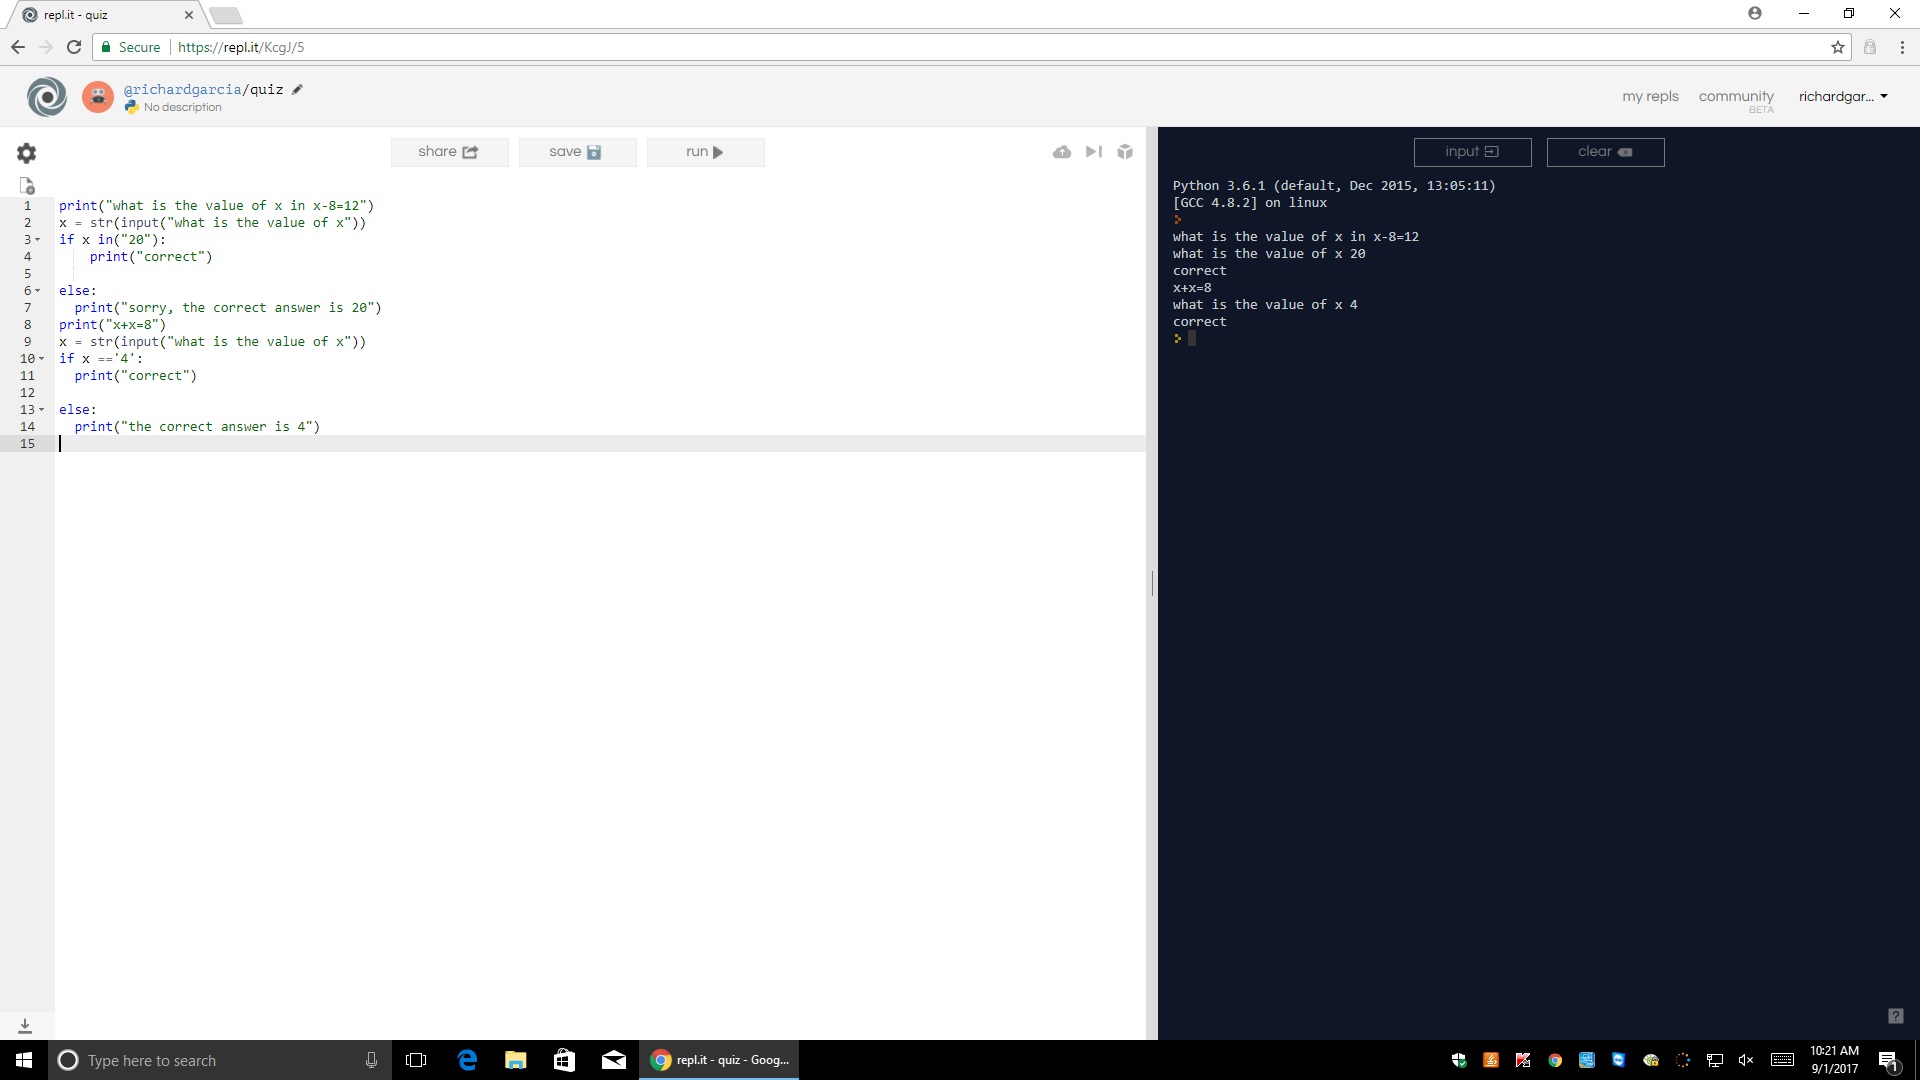 repl.it - quiz
Secure https://repl.it/KcgJ/5
@richardgarcia/quiz
No description
my repls community BETA richardgar...
share save run
input clear
1 print("what is the value of x in x-8=12")
2 x = str(input("what is the value of x"))
3 if x in("20"):
4 print("correct")
5
6 else:
7 print("sorry, the correct answer is 20")
8 print("x+x=8")
9 x = str(input("what is the value of x"))
10 if x =='4':
11 print("correct")
12
13 else:
14 print("the correct answer is 4")
15
Python 3.6.1 (default, Dec 2015, 13:05:11)
[GCC 4.8.2] on linux
what is the value of x in x-8=12
what is the value of x 20
correct
x+x=8
what is the value of x 4
correct
?
Type here to search
repl.it - quiz - Goog...
10:21 AM
9/1/2017
1